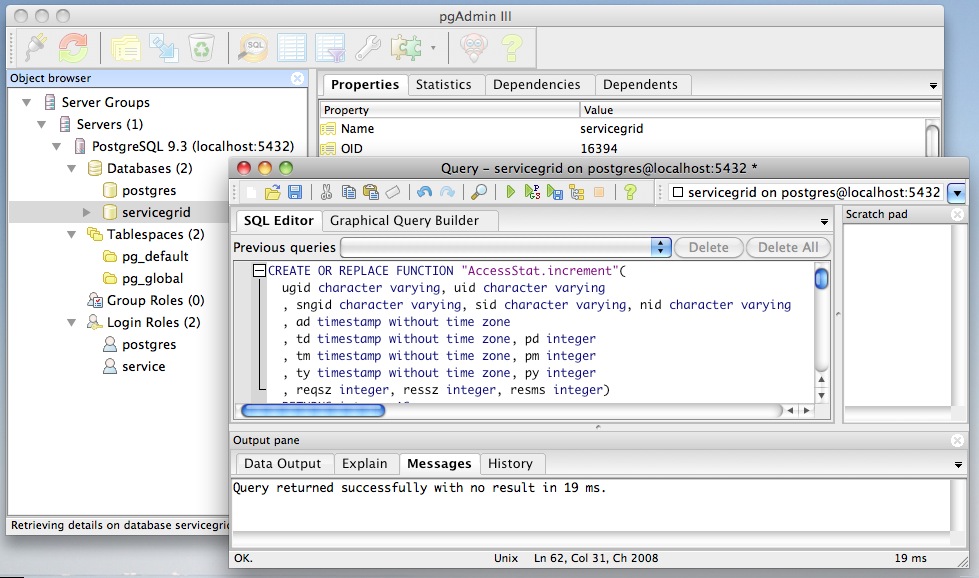 pgAdmin III
SQL
Object browser
Server Groups
Servers (1)
PostgreSQL 9.3 (localhost:5432)
Databases (2)
postgres
servicegrid
Tablespaces (2)
pg_default
pg_global
Group Roles (0)
Login Roles (2)
postgres
service
Retrieving details on database servicegri
Properties Statistics Dependencies Dependents
Property Value
Name servicegrid
OID 16394
Query - servicegrid on postgres@localhost:5432 *
servicegrid on postgres@localhost:5432
SQL Editor Graphical Query Builder
Scratch pad
Previous queries Delete Delete All
CREATE OR REPLACE FUNCTION "AccessStat.increment"(
ugid character varying, uid character varying
, sngid character varying, sid character varying, nid character varying
, ad timestamp without time zone
, td timestamp without time zone, pd integer
, tm timestamp without time zone, pm integer
, ty timestamp without time zone, py integer
, reqsz integer, ressz integer, resms integer)
Output pane
Data Output Explain Messages History
Query returned successfully with no result in 19 ms.
OK. Unix Ln 62, Col 31, Ch 2008 19 ms